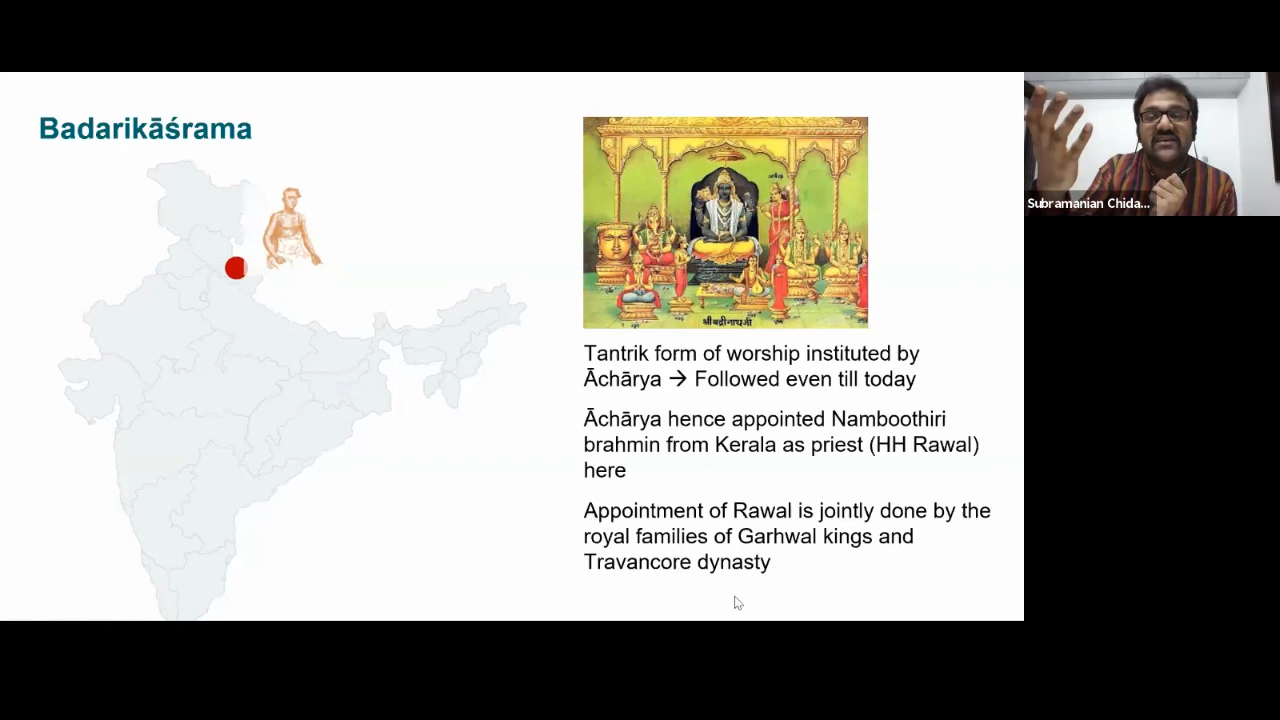 Badarikāśrama
श्री बद्रीनाथजी
Tantrik form of worship instituted by
Āchārya → Followed even till today
Āchārya hence appointed Namboothiri
brahmin from Kerala as priest (HH Rawal)
here
Appointment of Rawal is jointly done by the
royal families of Garhwal kings and
Travancore dynasty
Subramanian Chida...